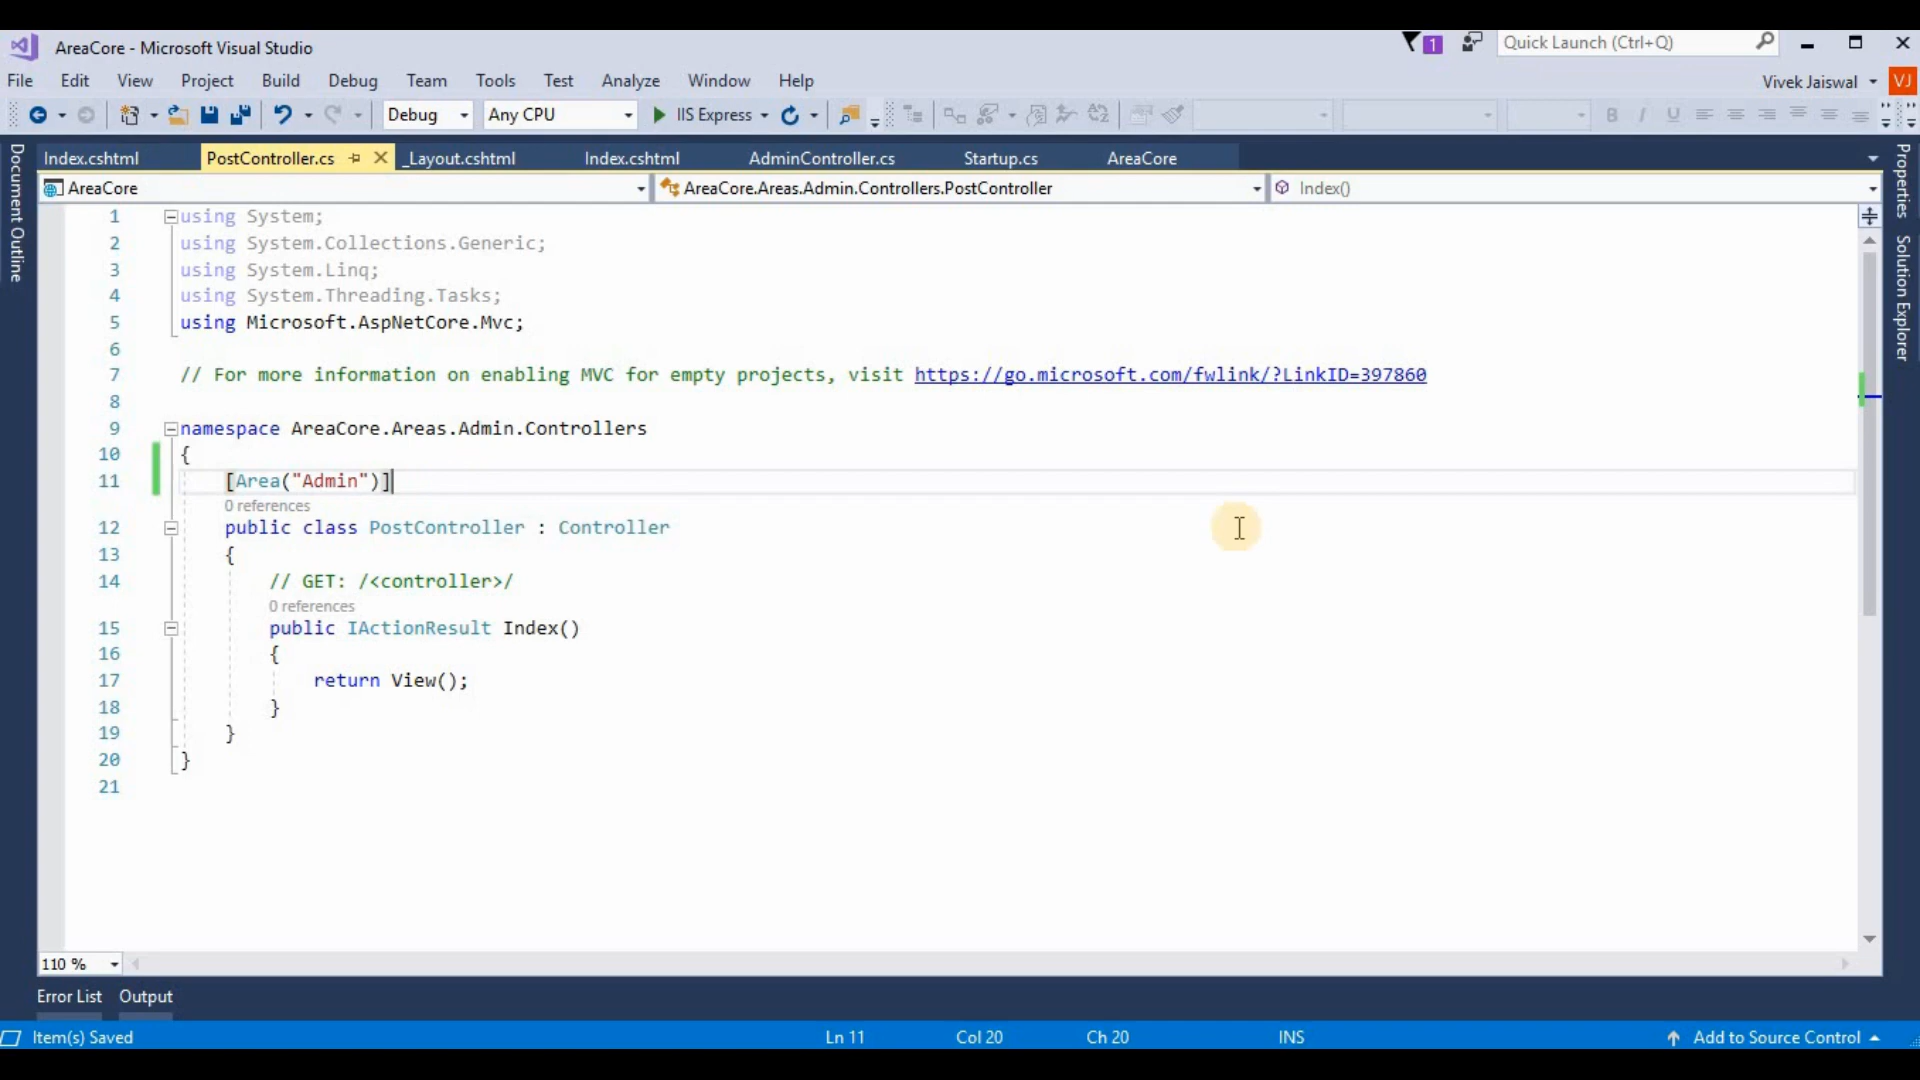 AreaCore - Microsoft Visual Studio
1
Quick Launch (Ctrl+Q)
File Edit View Project Build Debug Team Tools Test Analyze Window Help
Vivek Jaiswal
VJ
Debug
Any CPU
IIS Express
B I U
Index.cshtml
PostController.cs
_Layout.cshtml
Index.cshtml
AdminController.cs
Startup.cs
AreaCore
AreaCore
AreaCore.Areas.Admin.Controllers.PostController
Index()
Document Outline
Properties
Solution Explorer
1 using System;
2 using System.Collections.Generic;
3 using System.Linq;
4 using System.Threading.Tasks;
5 using Microsoft.AspNetCore.Mvc;
6
7 // For more information on enabling MVC for empty projects, visit https://go.microsoft.com/fwlink/?LinkID=397860
8
9 namespace AreaCore.Areas.Admin.Controllers
10 {
11 [Area("Admin")]
0 references
12 public class PostController : Controller
13 {
14 // GET: /<controller>/
0 references
15 public IActionResult Index()
16 {
17 return View();
18 }
19 }
20 }
21
110 %
Error List
Output
Item(s) Saved
Ln 11
Col 20
Ch 20
INS
Add to Source Control